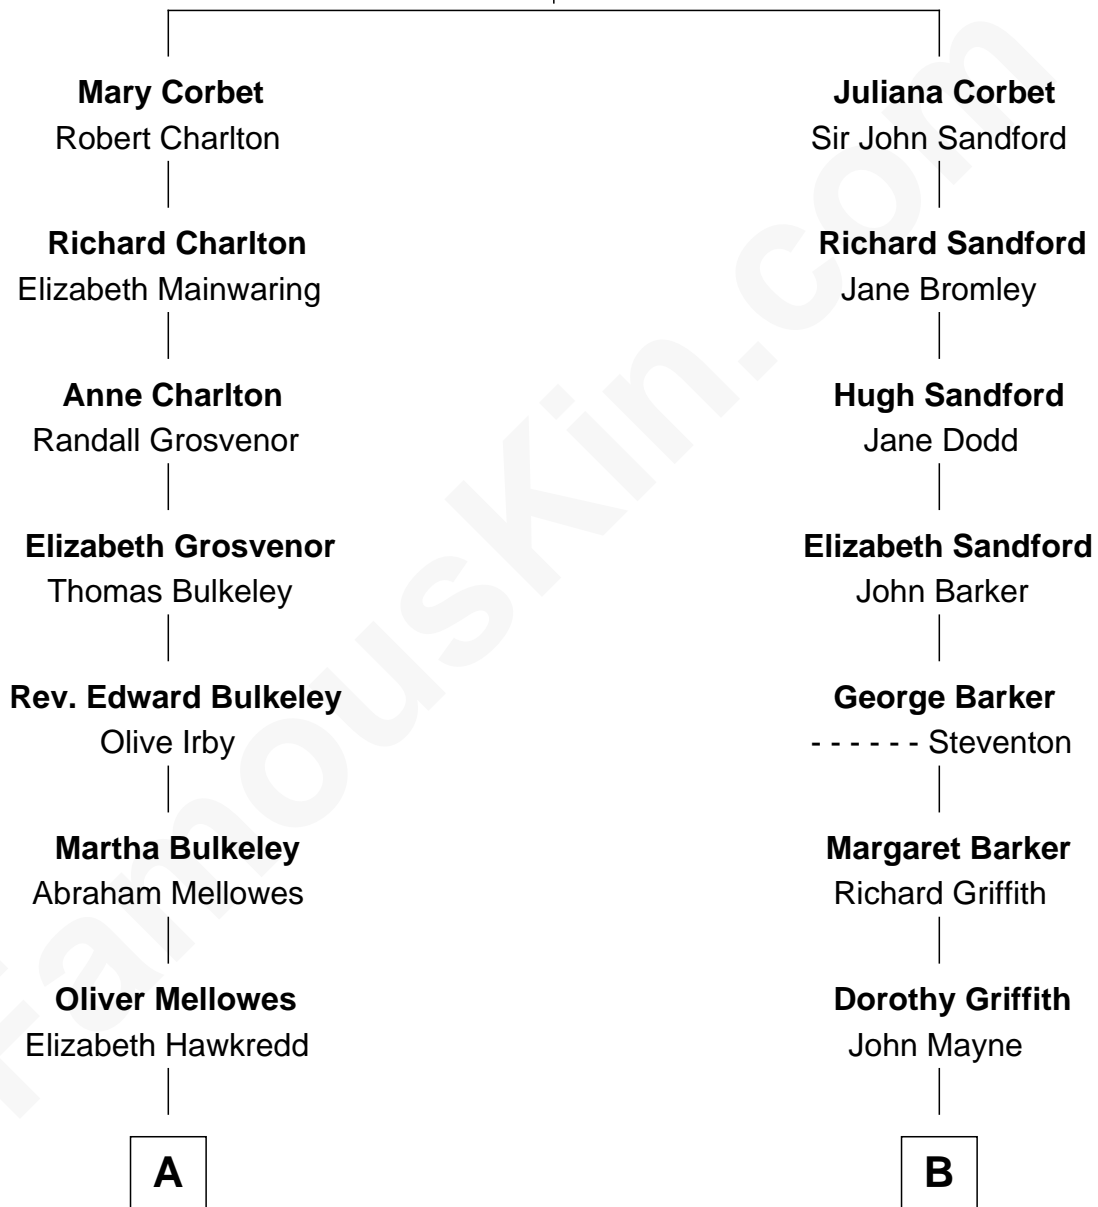 Mary Corbet
Robert Charlton
Richard Charlton
Elizabeth Mainwaring
Anne Charlton
Randall Grosvenor
Elizabeth Grosvenor
Thomas Bulkeley
Rev. Edward Bulkeley
Olive Irby
Martha Bulkeley
Abraham Mellowes
Oliver Mellowes
Elizabeth Hawkredd
A
Juliana Corbet
Sir John Sandford
Richard Sandford
Jane Bromley
Hugh Sandford
Jane Dodd
Elizabeth Sandford
John Barker
George Barker
- - - - - - Steventon
Margaret Barker
Richard Griffith
Dorothy Griffith
John Mayne
B
FamousKin.com